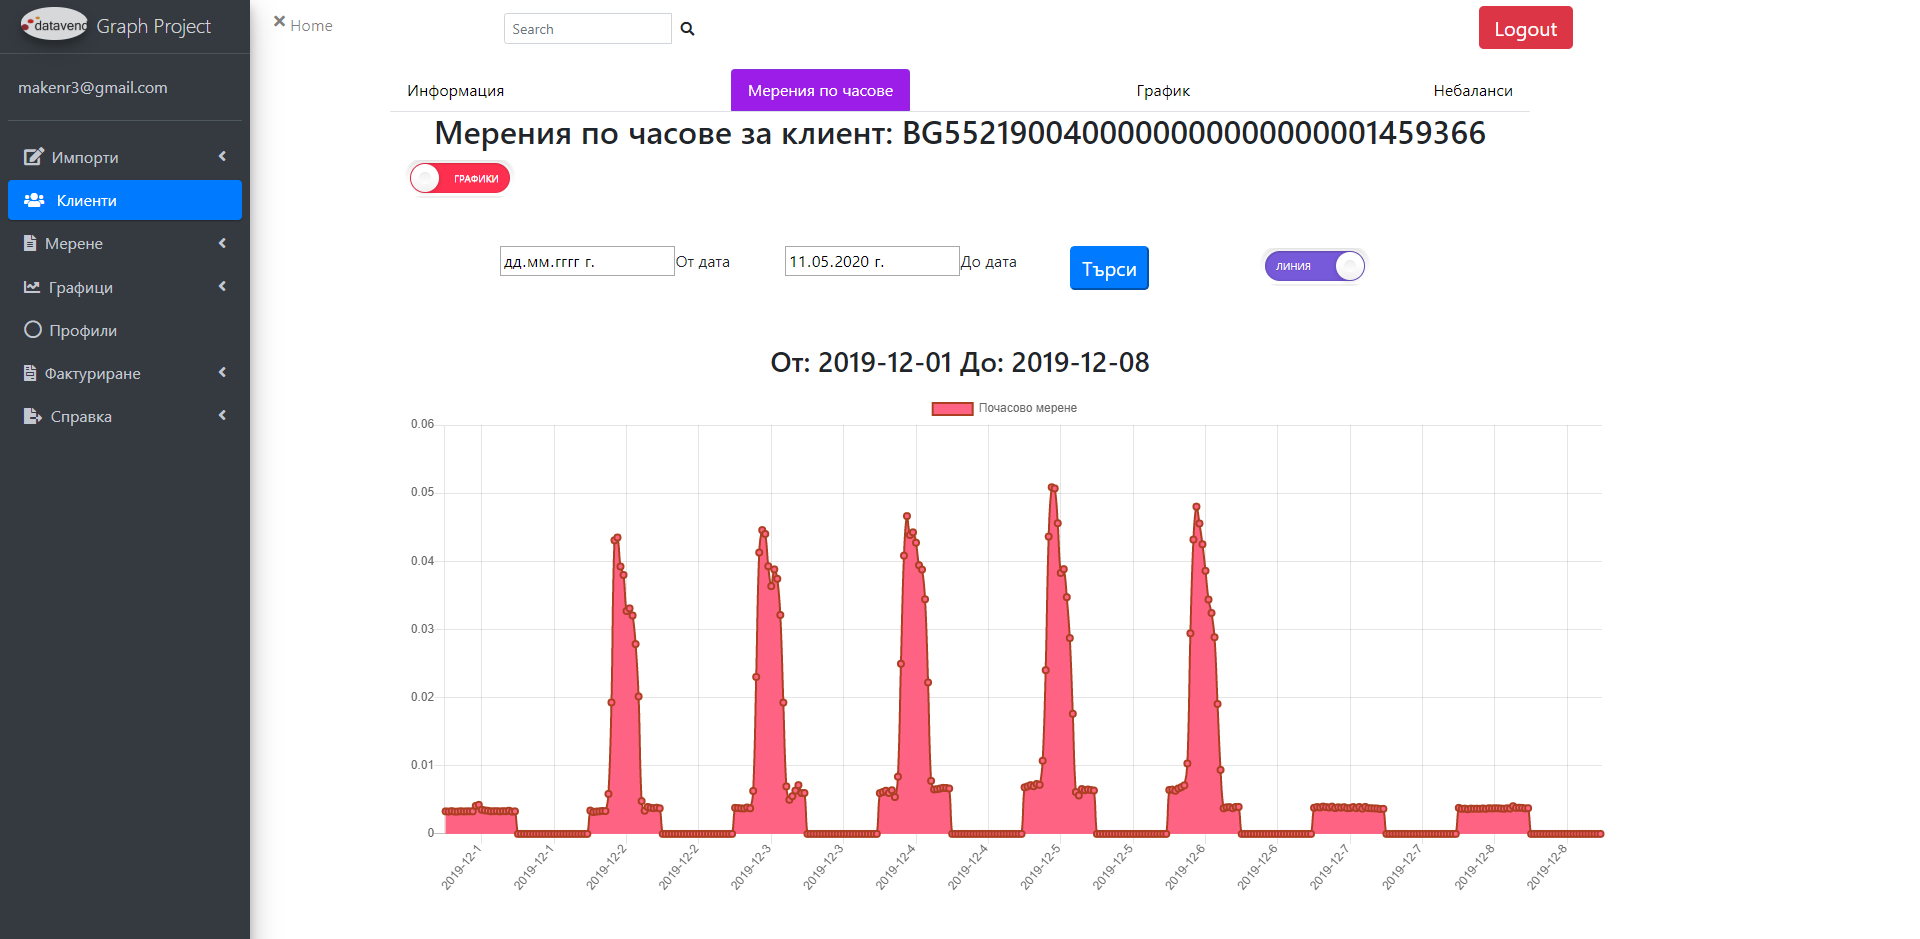 datavend Graph Project
Home
Search
Logout
makenr3@gmail.com
Информация
Мерения по часове
График
Небаланси
Мерения по часове за клиент: BG5521900400000000000000001459366
Импорти
ГРАФИКИ
Клиенти
Мерене
дд.мм.гггг г. От дата
11.05.2020 г. До дата
Търси
ЛИНИЯ
Графици
Профили
Фактуриране
Справка
От: 2019-12-01 До: 2019-12-08
Почасово мерене
0.06
0.05
0.04
0.03
0.02
0.01
0
2019-12-1
2019-12-1
2019-12-2
2019-12-2
2019-12-3
2019-12-3
2019-12-4
2019-12-4
2019-12-5
2019-12-5
2019-12-6
2019-12-6
2019-12-7
2019-12-7
2019-12-8
2019-12-8